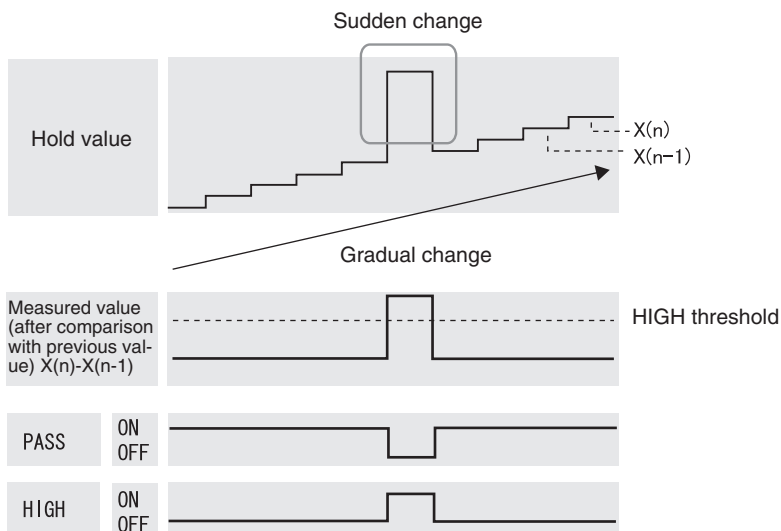 Sudden change
Hold value
X(n)
X(n−1)
Gradual change
Measured value
(after comparison
with previous val-
ue) X(n)-X(n-1)
HIGH threshold
PASS
ON
OFF
HIGH
ON
OFF